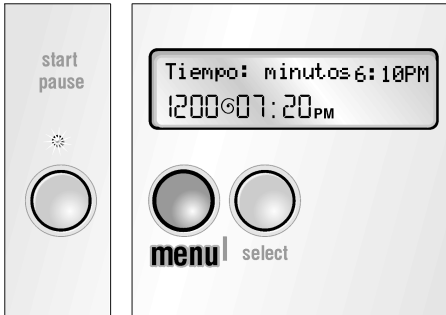 start
pause
Tiempo: minutos 6:10PM
1200 07:20PM
menu
select